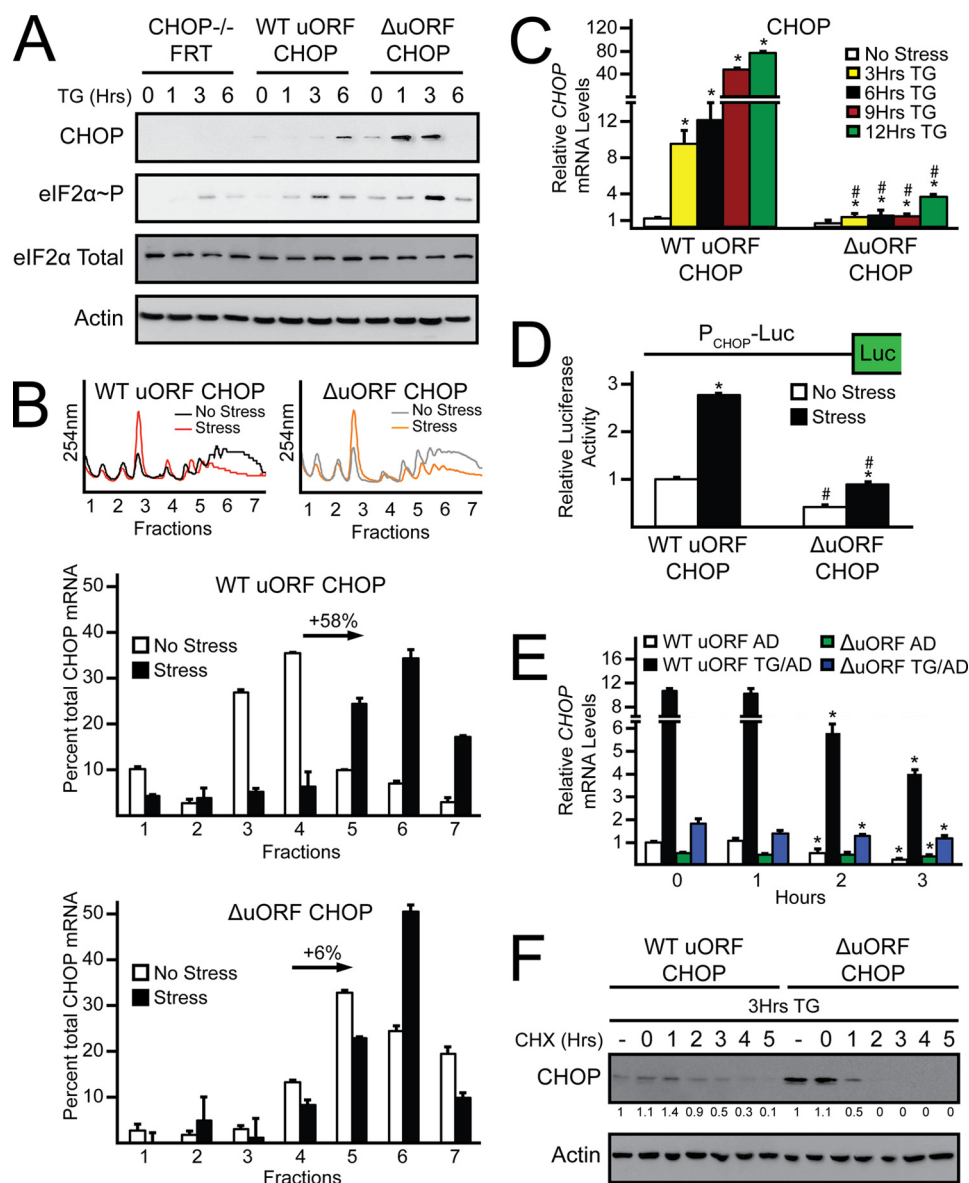 A
CHOP-/- FRT
WT uORF CHOP
ΔuORF CHOP
TG (Hrs) 0 1 3 6 0 1 3 6 0 1 3 6
CHOP
eIF2α~P
eIF2α Total
Actin
B
WT uORF CHOP
No Stress
Stress
254nm
1 2 3 4 5 6 7
Fractions
ΔuORF CHOP
No Stress
Stress
254nm
1 2 3 4 5 6 7
Fractions
WT uORF CHOP
+58%
No Stress
Stress
Percent total CHOP mRNA
50
30
10
1 2 3 4 5 6 7
Fractions
ΔuORF CHOP
+6%
No Stress
Stress
Percent total CHOP mRNA
50
30
10
1 2 3 4 5 6 7
Fractions
C
CHOP
No Stress
3Hrs TG
6Hrs TG
9Hrs TG
12Hrs TG
Relative CHOP mRNA Levels
120
80
40
12
8
4
1
* * * *
# # # #
* * * *
WT uORF CHOP
ΔuORF CHOP
D
P CHOP-Luc
Luc
No Stress
Stress
Relative Luciferase Activity
3
2
1
*
# #
*
WT uORF CHOP
ΔuORF CHOP
E
WT uORF AD
WT uORF TG/AD
ΔuORF AD
ΔuORF TG/AD
Relative CHOP mRNA Levels
16
12
10
6
4
2
1
* * * * * * *
0 1 2 3
Hours
F
WT uORF CHOP
ΔuORF CHOP
3Hrs TG
CHX (Hrs) - 0 1 2 3 4 5 - 0 1 2 3 4 5
CHOP
1 1.1 1.4 0.9 0.5 0.3 0.1 1 1.1 0.5 0 0 0 0
Actin